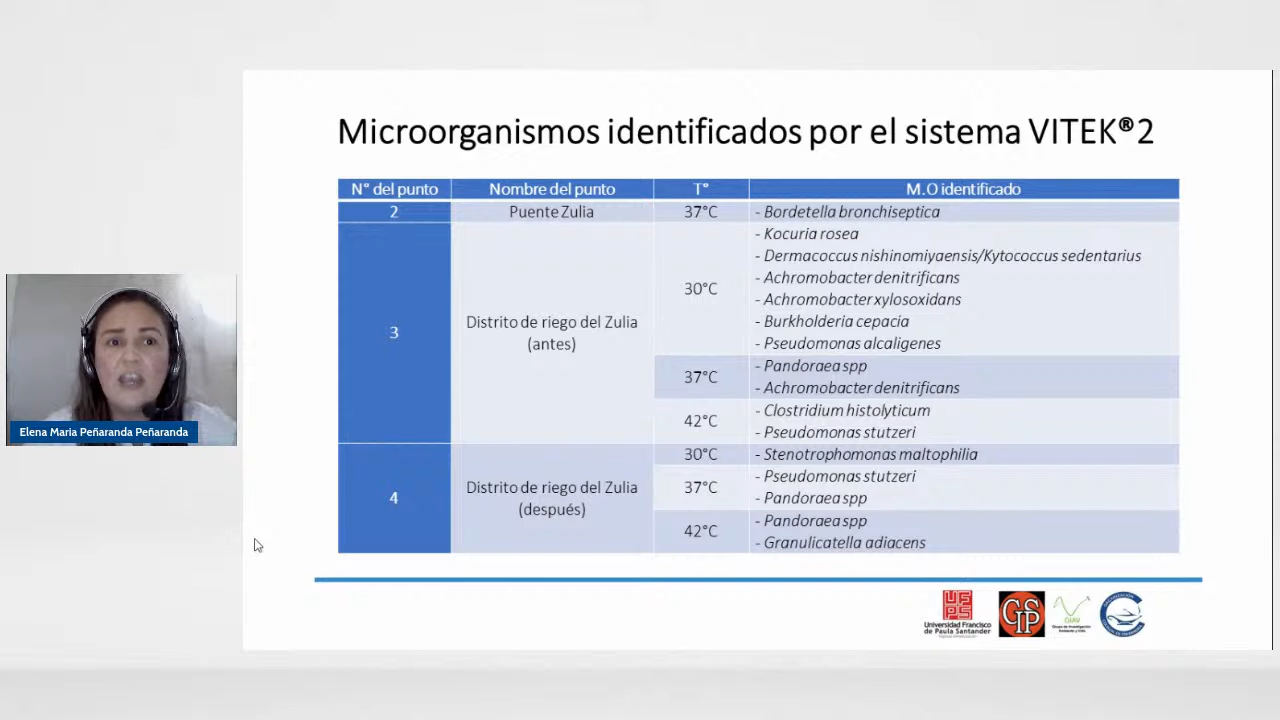 Microorganismos identificados por el sistema VITEK®2
N° del punto Nombre del punto T° M.O identificado
2 Puente Zulia 37°C - Bordetella bronchiseptica
3 Distrito de riego del Zulia (antes) 30°C - Kocuria rosea
- Dermacoccus nishinomiyaensis/Kytococcus sedentarius
- Achromobacter denitrificans
- Achromobacter xylosoxidans
- Burkholderia cepacia
- Pseudomonas alcaligenes
37°C - Pandoraea spp
- Achromobacter denitrificans
42°C - Clostridium histolyticum
- Pseudomonas stutzeri
4 Distrito de riego del Zulia (después) 30°C - Stenotrophomonas maltophilia
37°C - Pseudomonas stutzeri
- Pandoraea spp
42°C - Pandoraea spp
- Granulicatella adiacens
Elena Maria Peñaranda Peñaranda
UFPS
Universidad Francisco
de Paula Santander
GIAV